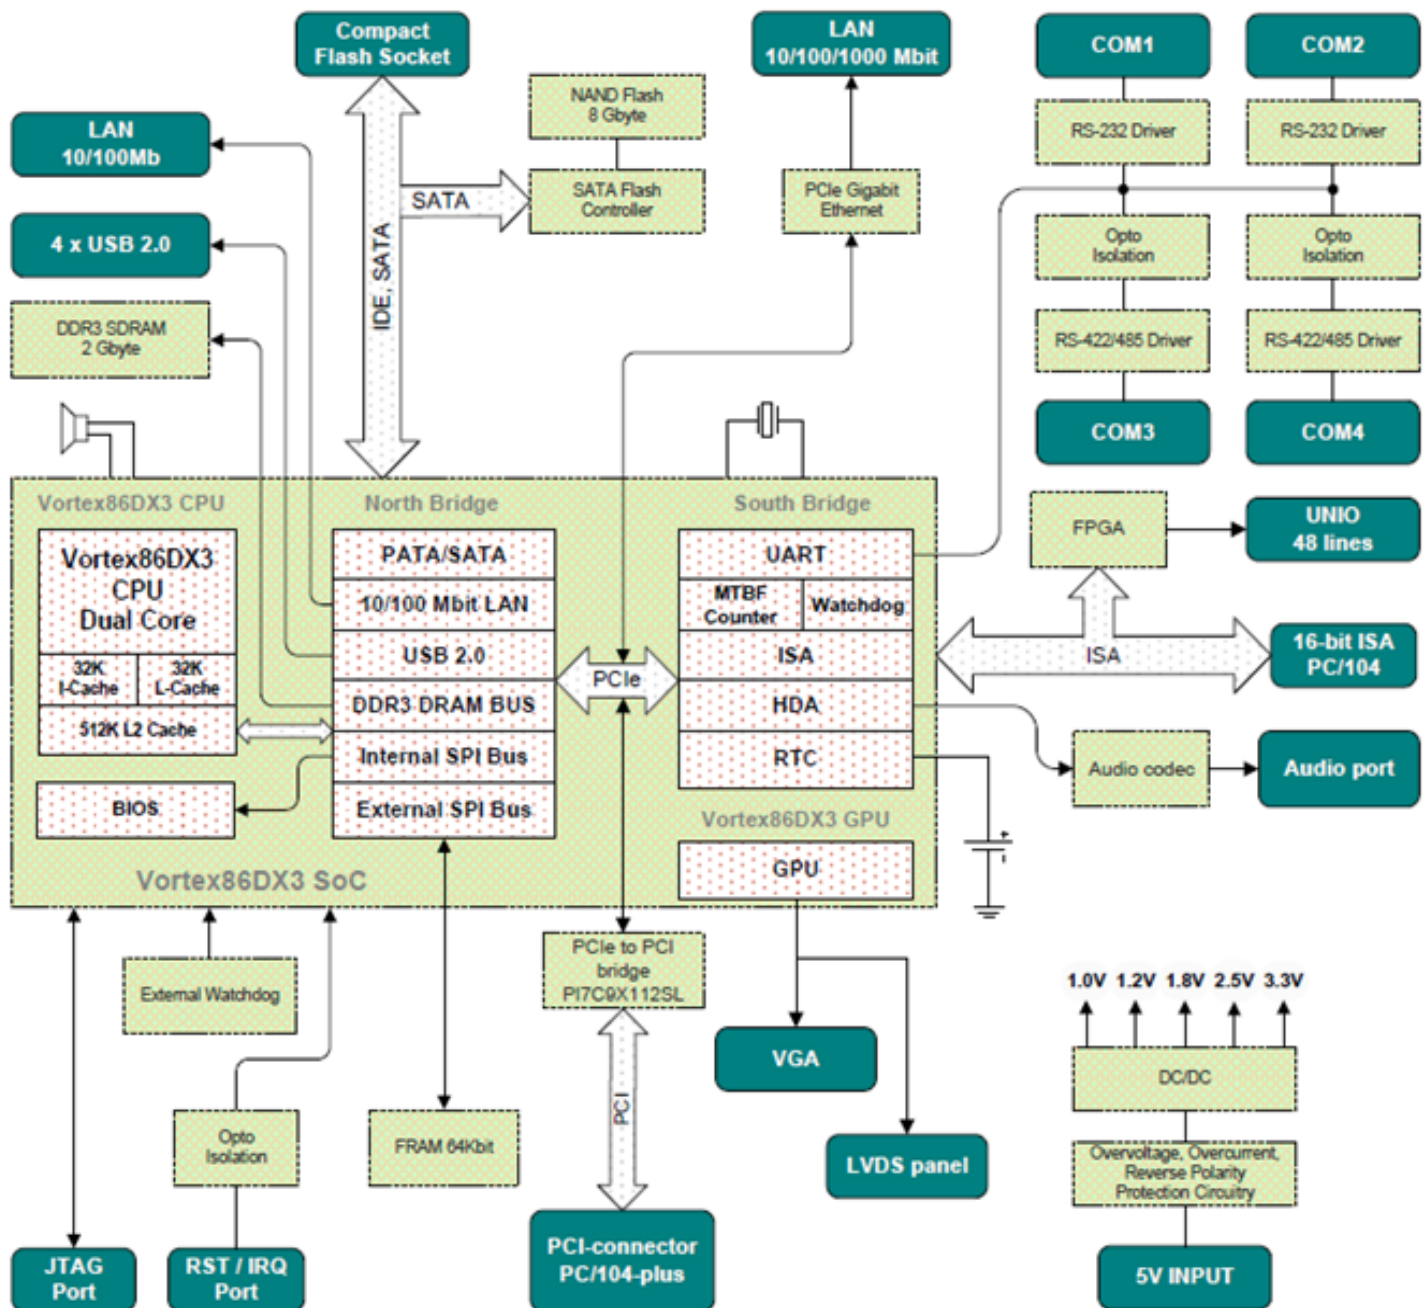 Compact
Flash Socket
LAN
10/100/1000 Mbit
COM1
COM2
NAND Flash
8 Gbyte
RS-232 Driver
RS-232 Driver
LAN
10/100Mb
SATA
SATA Flash
Controller
PCIe Gigabit
Ethernet
4 x USB 2.0
IDE, SATA
Opto
Isolation
Opto
Isolation
DDR3 SDRAM
2 Gbyte
RS-422/485 Driver
RS-422/485 Driver
COM3
COM4
Vortex86DX3 CPU
North Bridge
South Bridge
FPGA
UNIO
48 lines
Vortex86DX3
CPU
Dual Core
PATA/SATA
UART
10/100 Mbit LAN
MTBF
Counter
Watchdog
USB 2.0
ISA
ISA
16-bit ISA
PC/104
32K
I-Cache
32K
L-Cache
PCIe
DDR3 DRAM BUS
HDA
512K L2 Cache
Internal SPI Bus
RTC
Audio codec
Audio port
BIOS
External SPI Bus
Vortex86DX3 GPU
+
-
GPU
Vortex86DX3 SoC
External Watchdog
PCIe to PCI
bridge
PI7C9X112SL
1.0V 1.2V 1.8V 2.5V 3.3V
VGA
DC/DC
PCI
Opto
Isolation
FRAM 64Kbit
LVDS panel
Overvoltage, Overcurrent,
Reverse Polarity
Protection Circuitry
JTAG
Port
RST / IRQ
Port
PCI-connector
PC/104-plus
5V INPUT